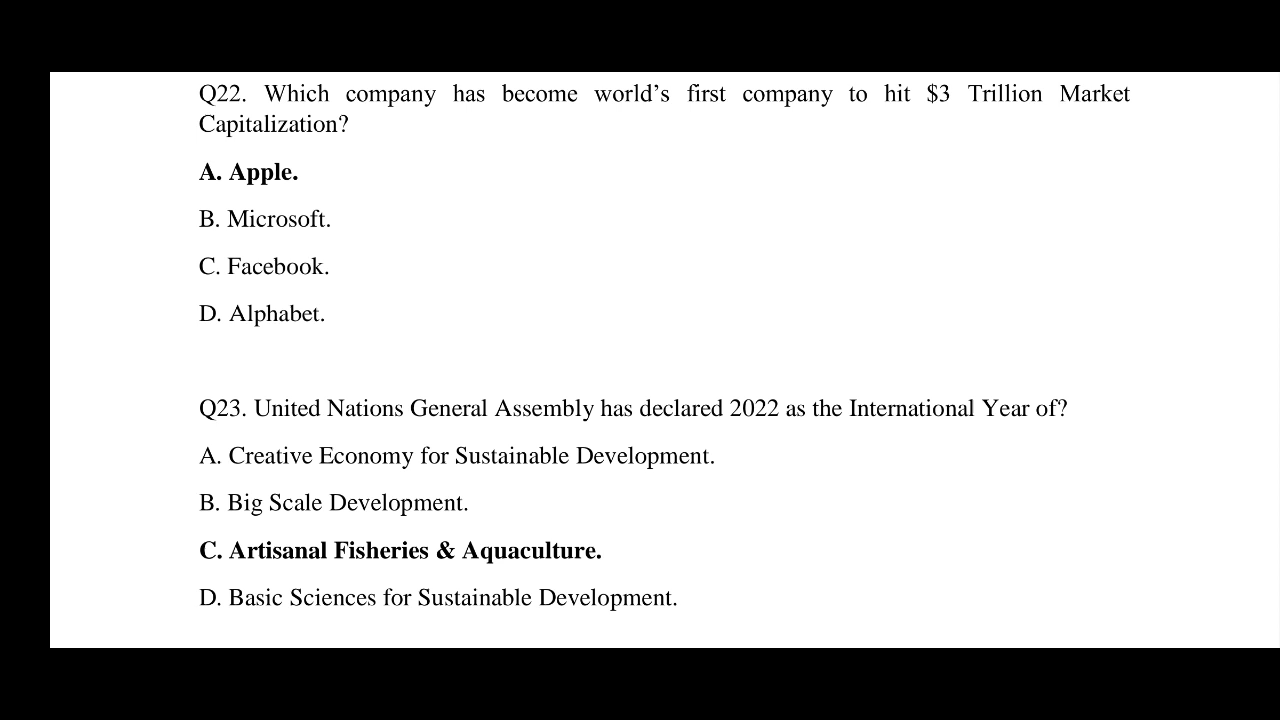 Q22. Which company has become world’s first company to hit $3 Trillion Market
Capitalization?
A. Apple.
B. Microsoft.
C. Facebook.
D. Alphabet.
Q23. United Nations General Assembly has declared 2022 as the International Year of?
A. Creative Economy for Sustainable Development.
B. Big Scale Development.
C. Artisanal Fisheries & Aquaculture.
D. Basic Sciences for Sustainable Development.